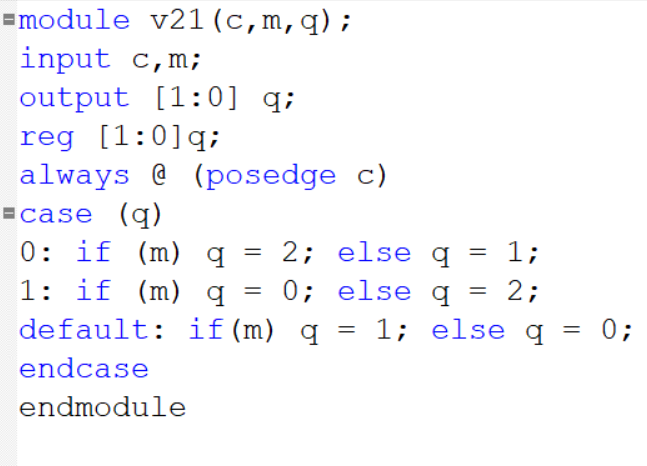 module v21(c,m,q);
input c,m;
output [1:0] q;
reg [1:0]q;
always @ (posedge c)
case (q)
0: if (m) q = 2; else q = 1;
1: if (m) q = 0; else q = 2;
default: if(m) q = 1; else q = 0;
endcase
endmodule